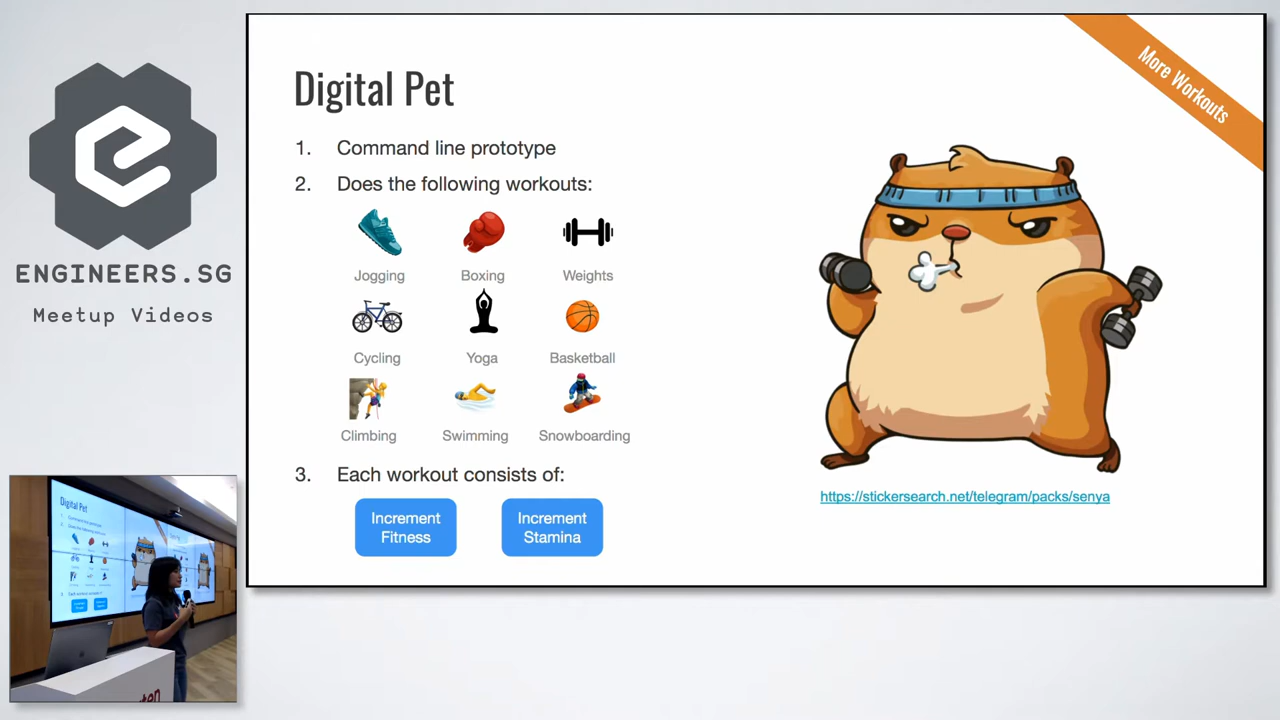 ENGINEERS.SG
Meetup Videos
More Workouts
Digital Pet
1. Command line prototype
2. Does the following workouts:
Jogging Boxing Weights
Cycling Yoga Basketball
Climbing Swimming Snowboarding
3. Each workout consists of:
Increment
Fitness
Increment
Stamina
https://stickersearch.net/telegram/packs/senya
Digital Pet